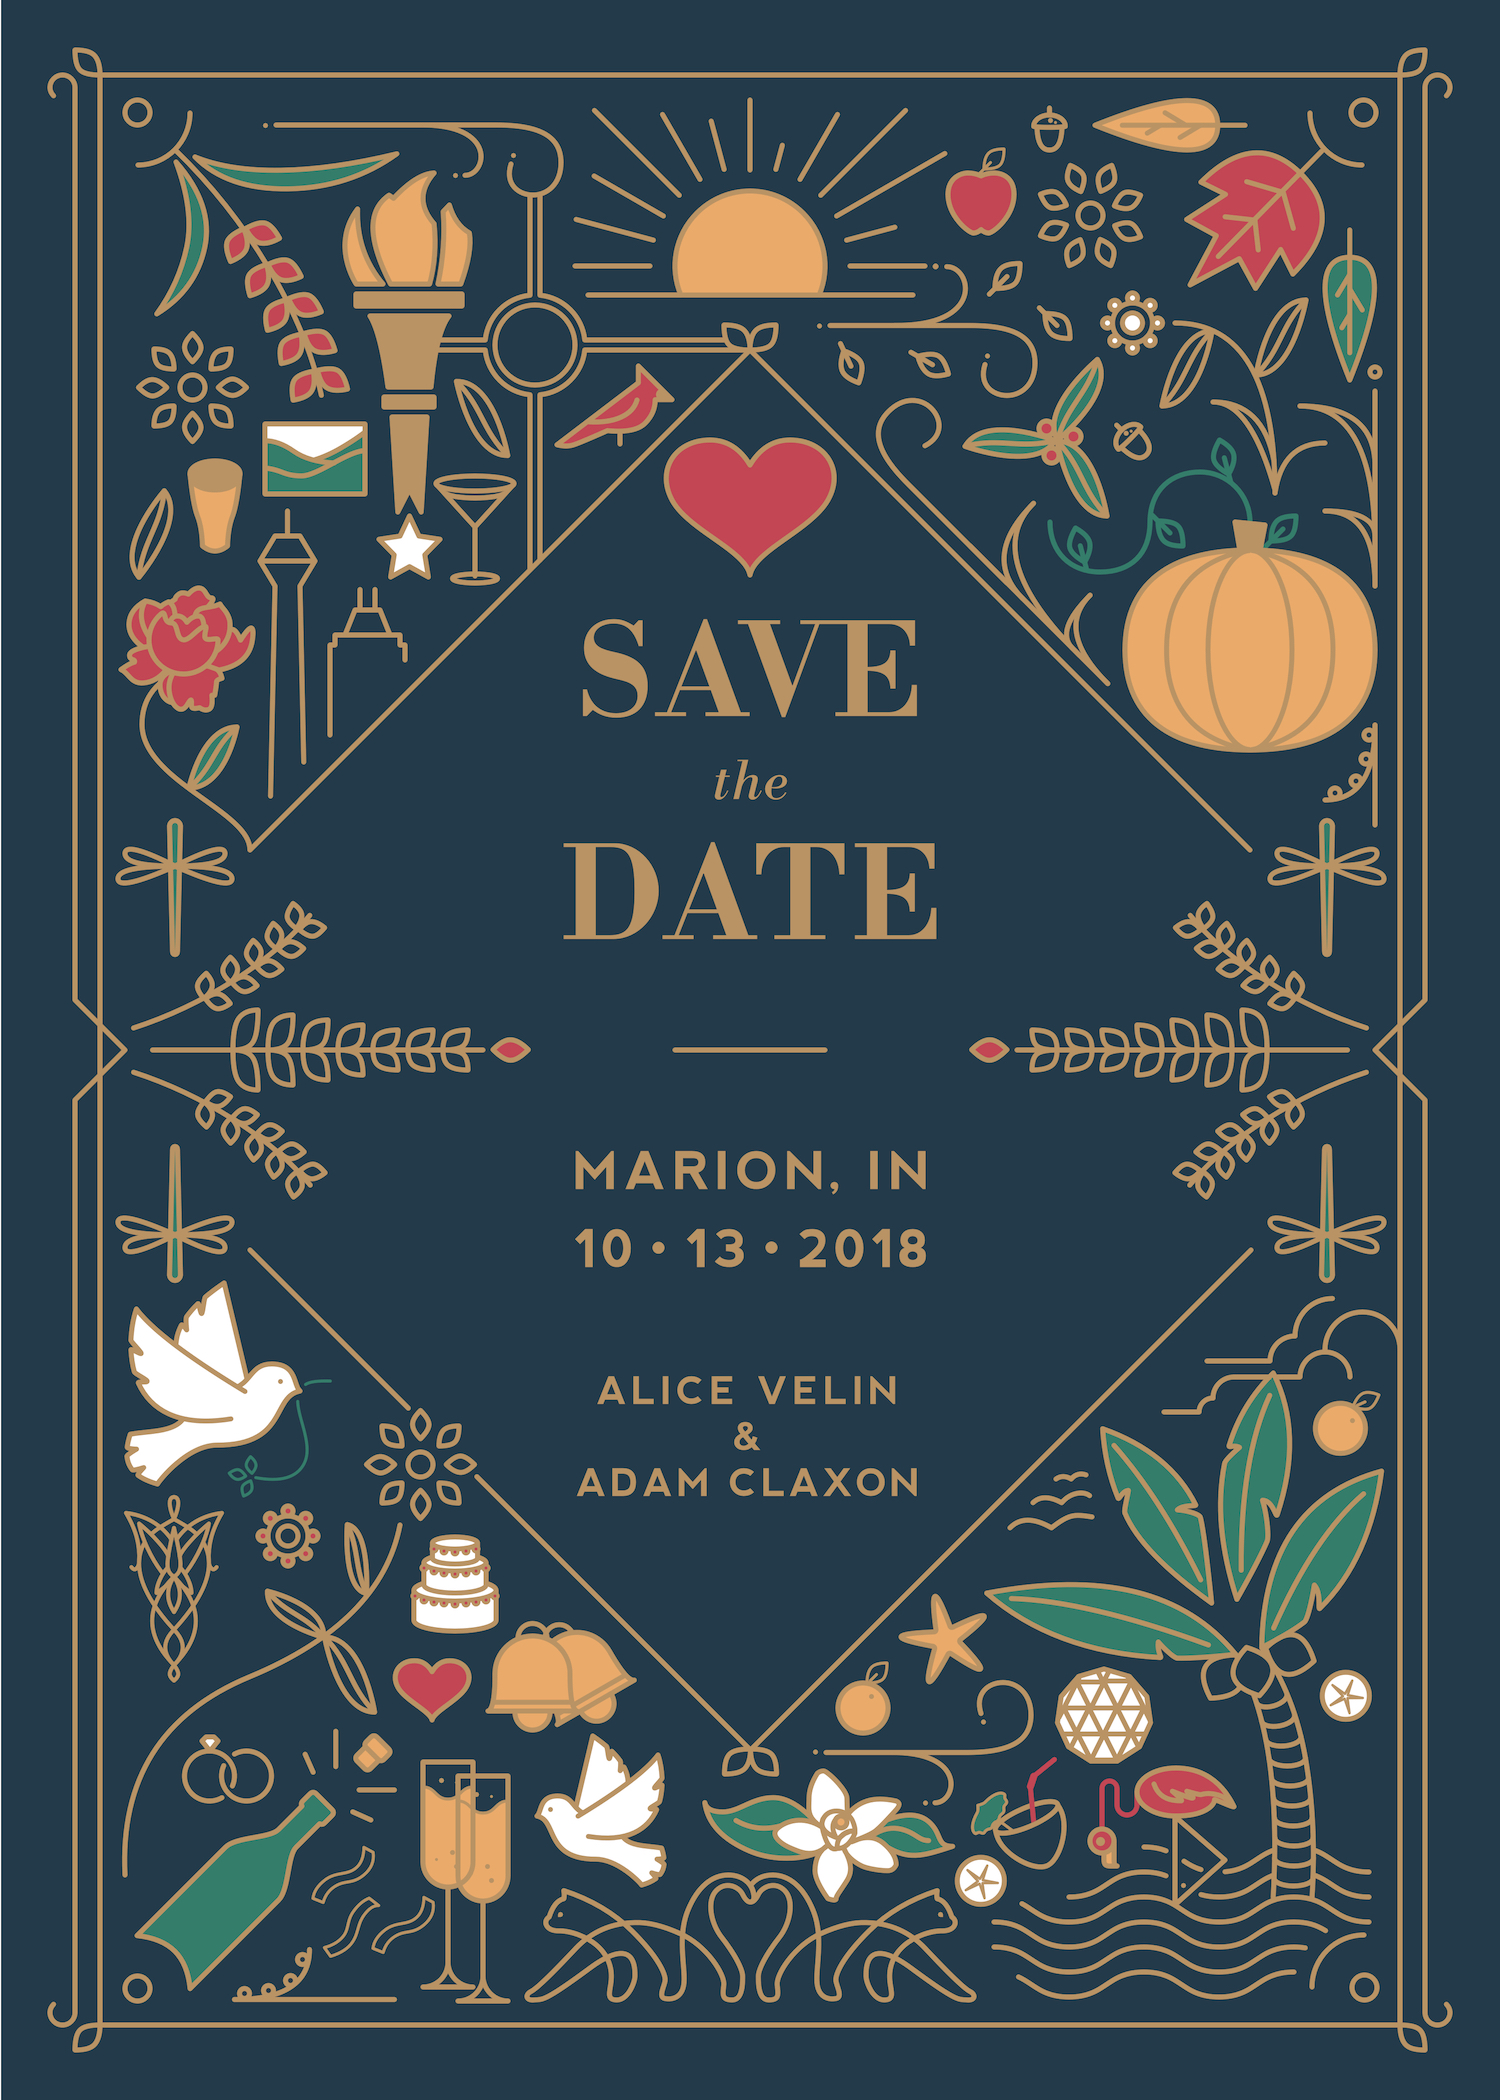 SAVE
the
DATE
MARION, IN
10 • 13 • 2018
ALICE VELIN
&
ADAM CLAXON